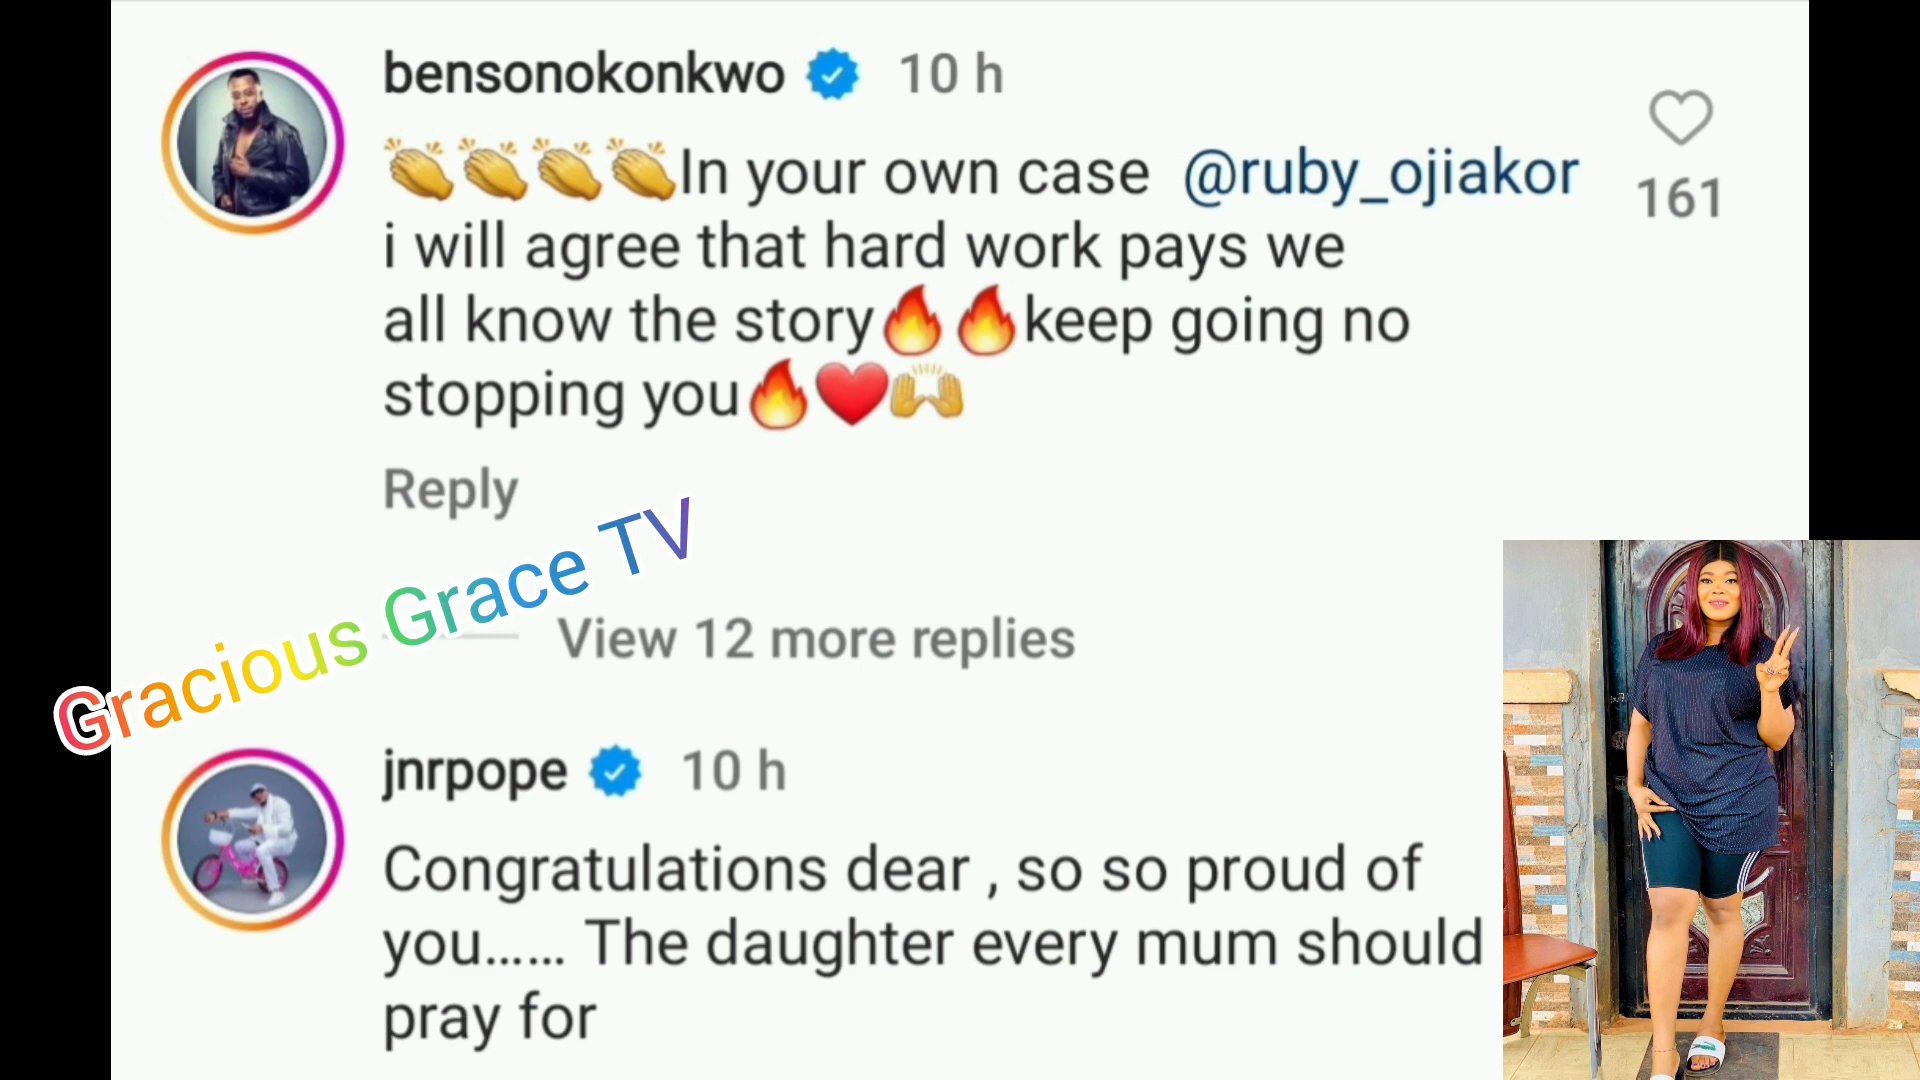 bensonokonkwo 10 h
👏👏👏👏In your own case @ruby_ojiakor
i will agree that hard work pays we
all know the story🔥🔥keep going no
stopping you🔥❤️🙌
161
Reply
Gracious Grace TV
View 12 more replies
jnrpope 10 h
Congratulations dear , so so proud of
you...... The daughter every mum should
pray for